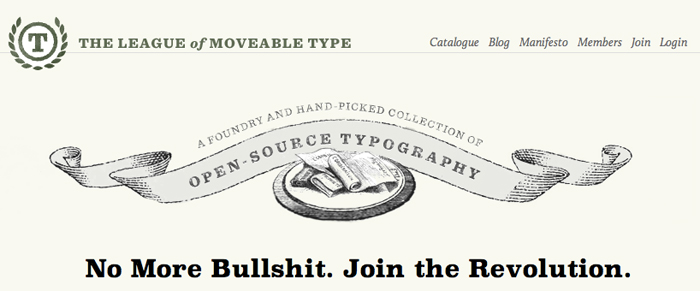 T THE LEAGUE of MOVEABLE TYPE
Catalogue Blog Manifesto Members Join Login
A FOUNDRY AND HAND-PICKED COLLECTION OF
OPEN-SOURCE TYPOGRAPHY
No More Bullshit. Join the Revolution.